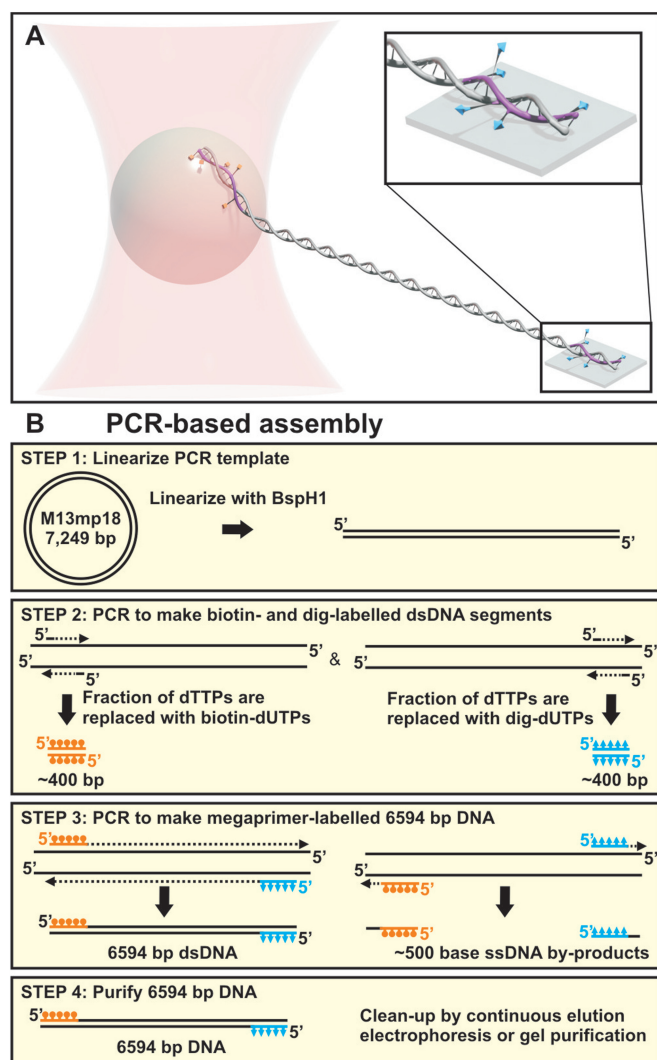 A
B PCR-based assembly
STEP 1: Linearize PCR template
M13mp18
7,249 bp
Linearize with BspH1
5'
5'
STEP 2: PCR to make biotin- and dig-labelled dsDNA segments
5'
5'
5'
5'
&
5'
5'
5'
5'
Fraction of dTTPs are
replaced with biotin-dUTPs
5'
5'
~400 bp
Fraction of dTTPs are
replaced with dig-dUTPs
5'
5'
~400 bp
STEP 3: PCR to make megaprimer-labelled 6594 bp DNA
5'
5'
5'
5'
5'
5'
6594 bp dsDNA
5'
5'
5'
5'
5'
5'
~500 base ssDNA by-products
STEP 4: Purify 6594 bp DNA
5'
5'
6594 bp DNA
Clean-up by continuous elution
electrophoresis or gel purification